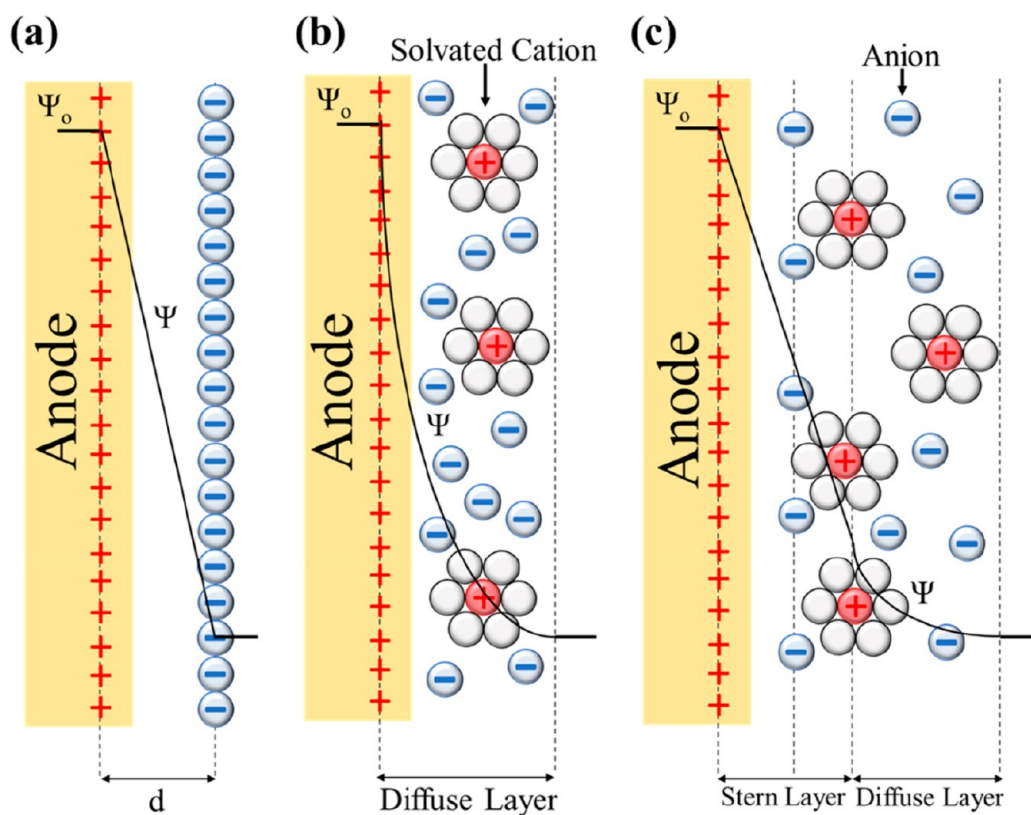 (a)
Ψo
Ψ
Anode
d
(b)
Solvated Cation
Ψo
Ψ
Anode
Diffuse Layer
(c)
Anion
Ψo
Anode
Ψ
Stern Layer
Diffuse Layer